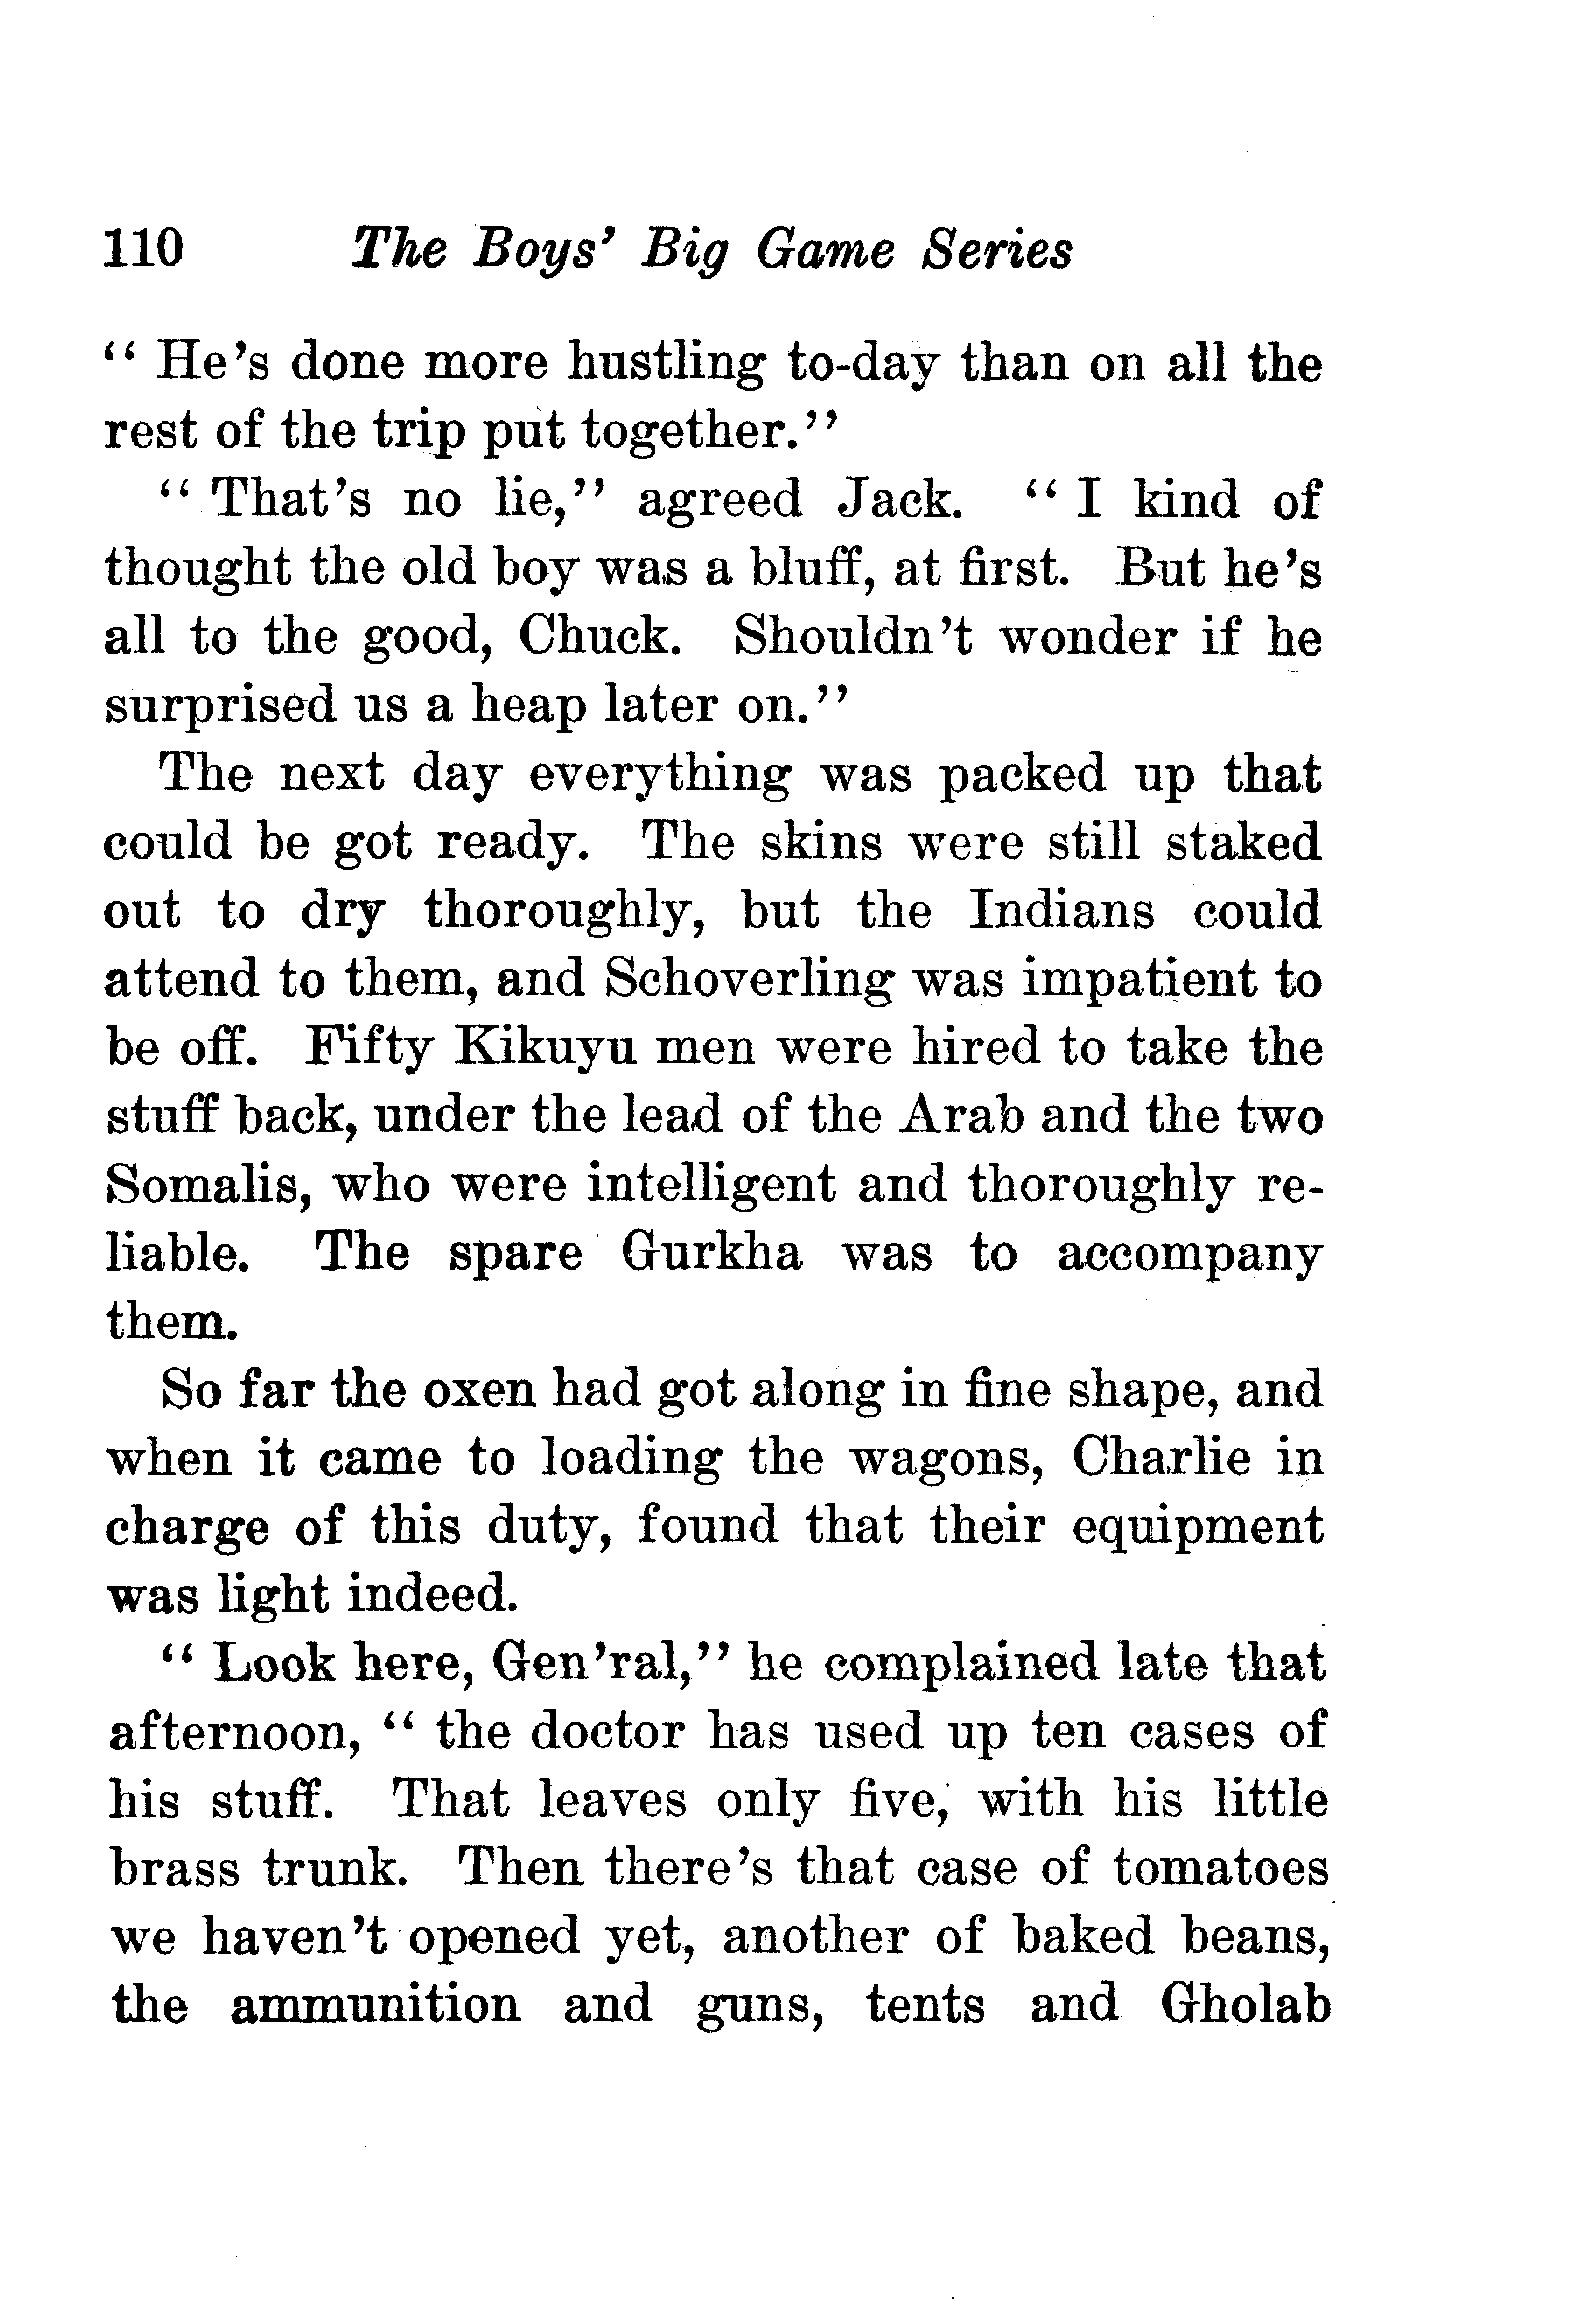 110 The Boys' Big Game Series
“ He's done more hustling to-day than on all the
rest of the trip put together.”
“ That's no lie,” agreed Jack. “ I kind of
thought the old boy was a bluff, at first. But he's
all to the good, Chuck. Shouldn't wonder if he
surprised us a heap later on.”
The next day everything was packed up that
could be got ready. The skins were still staked
out to dry thoroughly, but the Indians could
attend to them, and Schoverling was impatient to
be off. Fifty Kikuyu men were hired to take the
stuff back, under the lead of the Arab and the two
Somalis, who were intelligent and thoroughly re-
liable. The spare Gurkha was to accompany
them.
So far the oxen had got along in fine shape, and
when it came to loading the wagons, Charlie in
charge of this duty, found that their equipment
was light indeed.
“ Look here, Gen'ral,” he complained late that
afternoon, “ the doctor has used up ten cases of
his stuff. That leaves only five, with his little
brass trunk. Then there's that case of tomatoes
we haven't opened yet, another of baked beans,
the ammunition and guns, tents and Gholab